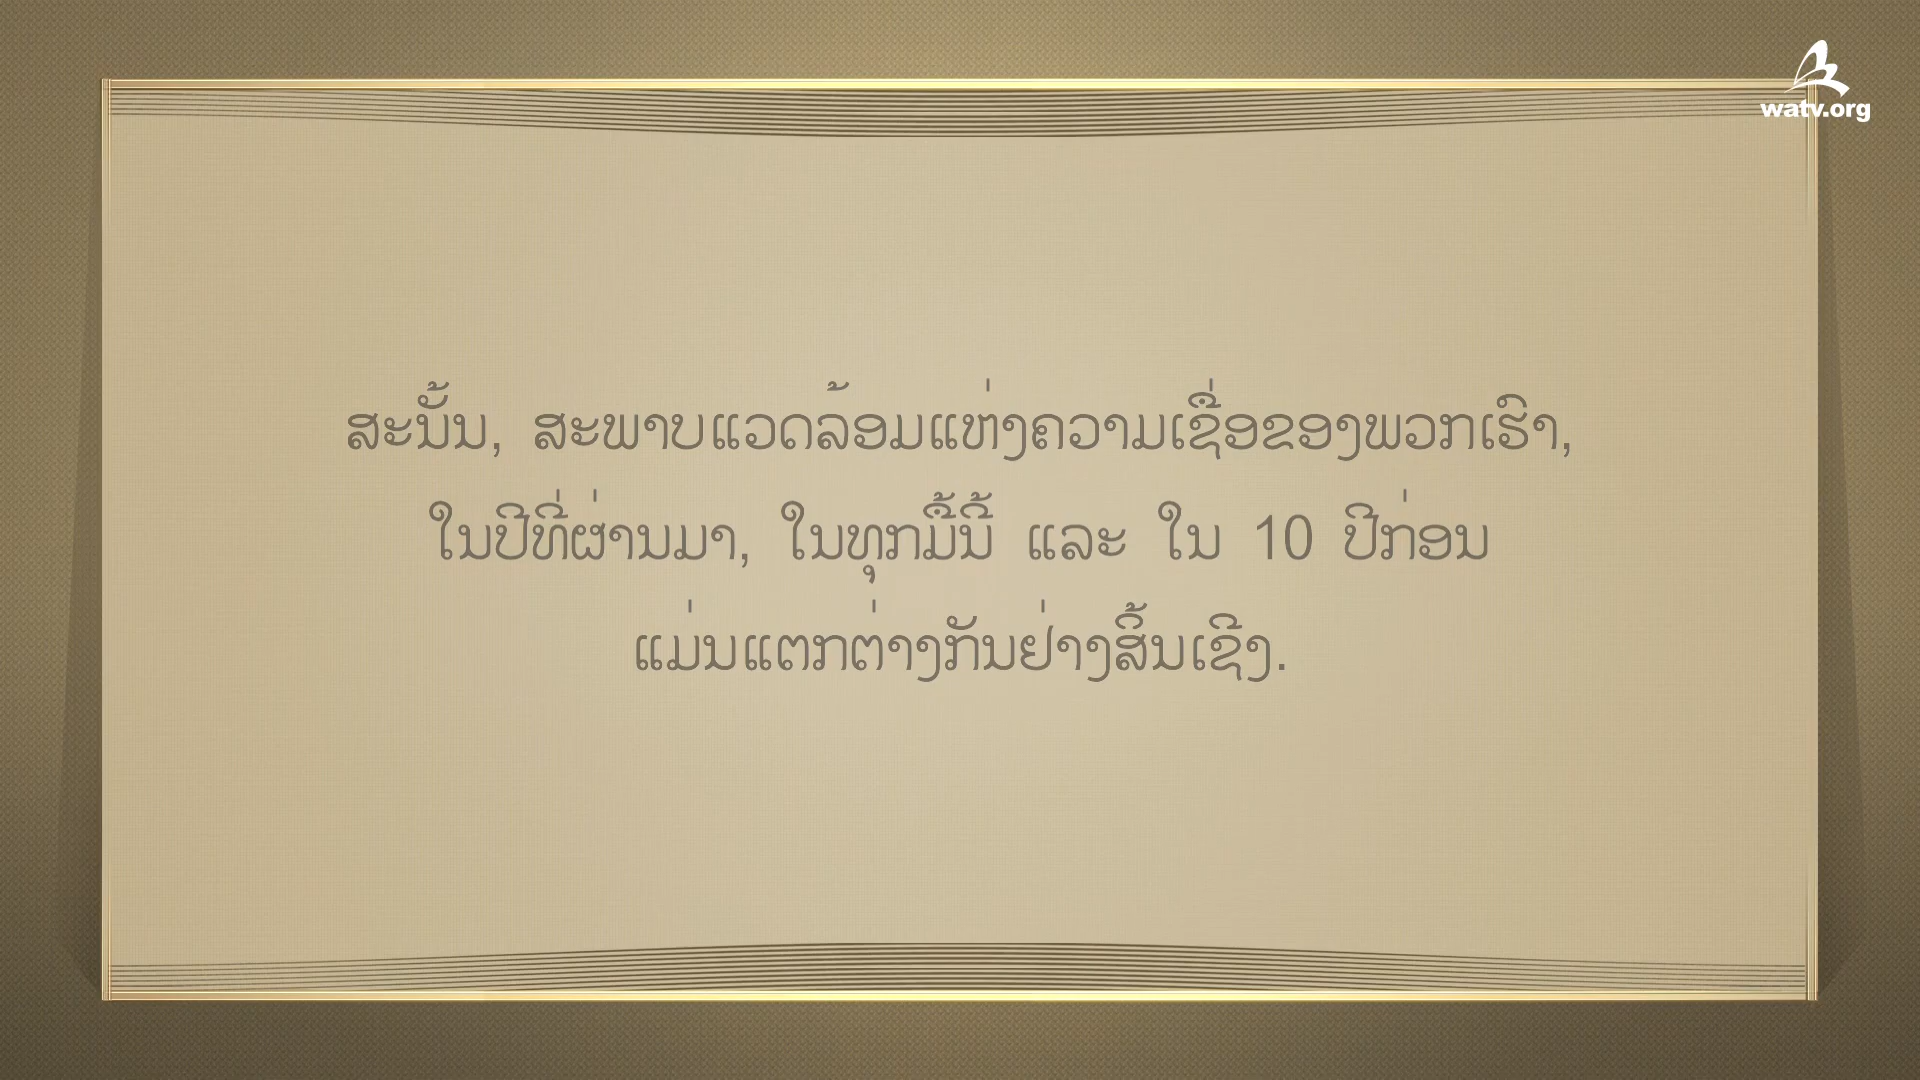 watv.org
ສະນັ້ນ, ສະພາບແວດລ້ອມແຫ່ງຄວາມເຊື່ອຂອງພວກເຮົາ,
ໃນປີທີ່ຜ່ານມາ, ໃນທຸກມື້ນີ້ ແລະ ໃນ 10 ປີກ່ອນ
ແມ່ນແຕກຕ່າງກັນຢ່າງສິ້ນເຊີງ.